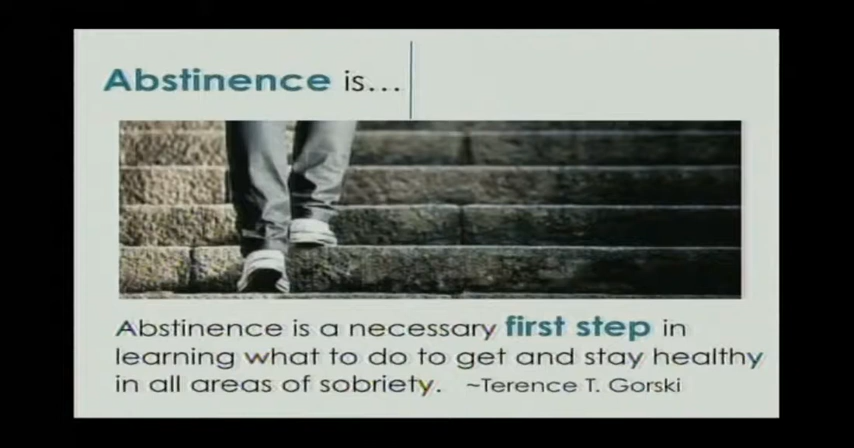 Abstinence is...
Abstinence is a necessary first step in
learning what to do to get and stay healthy
in all areas of sobriety. ~Terence T. Gorski